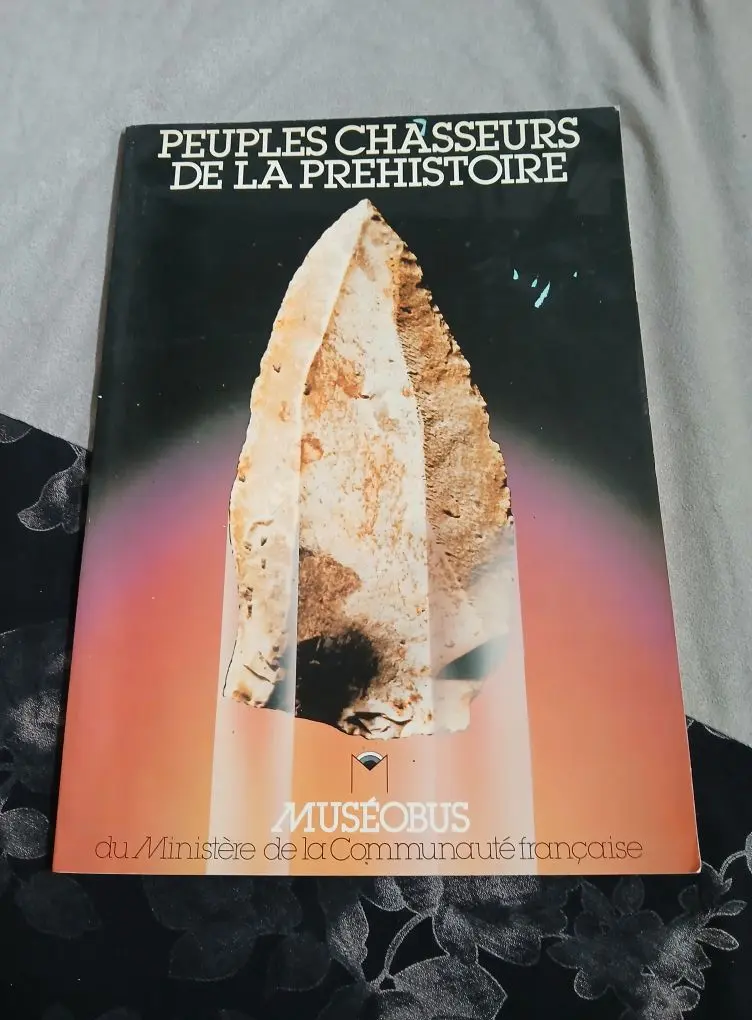 PEUPLES CHASSEURS
DE LA PREHISTOIRE
MUSÉOBUS
du Ministère de la Communauté française